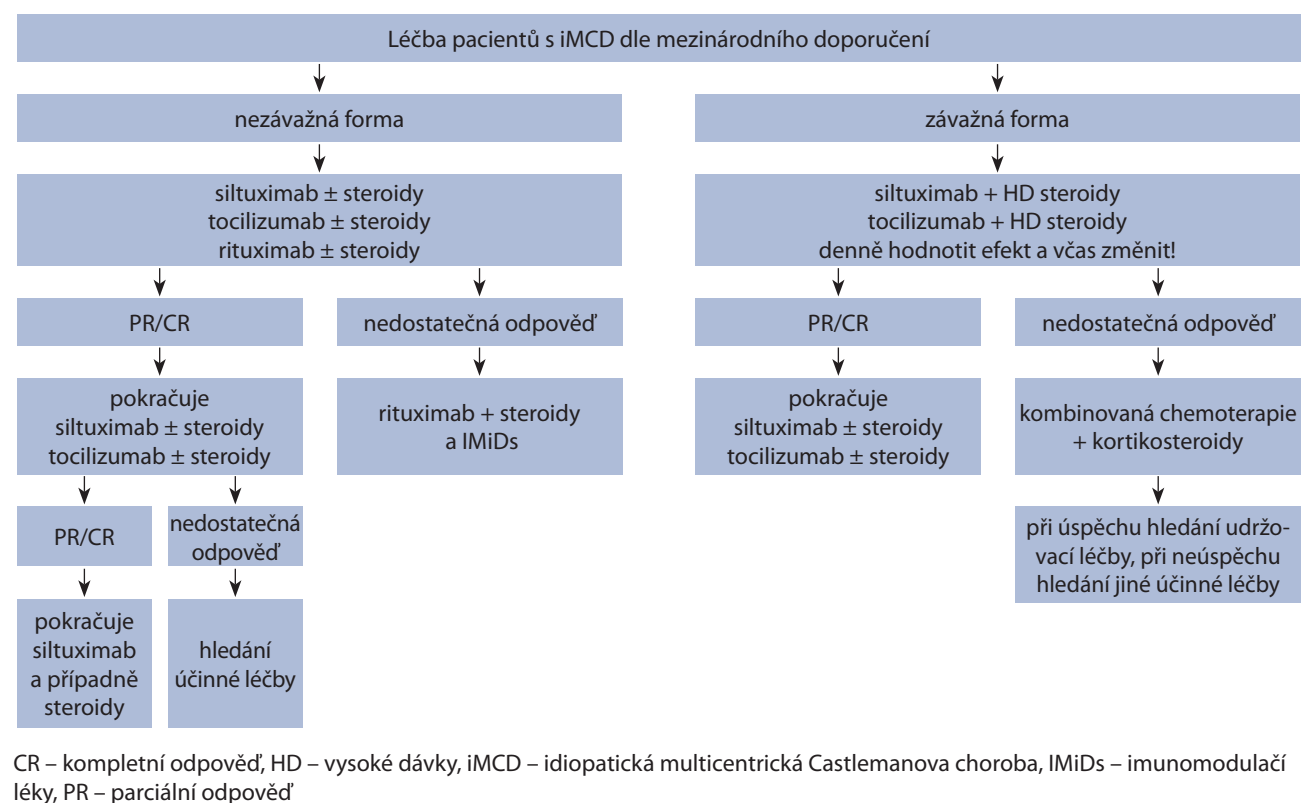 Léčba pacientů s iMCD dle mezinárodního doporučení
nezávažná forma
závažná forma
siltuximab ± steroidy
tocilizumab ± steroidy
rituximab ± steroidy
siltuximab + HD steroidy
tocilizumab + HD steroidy
denně hodnotit efekt a včas změnit!
PR/CR
nedostatečná odpověď
PR/CR
nedostatečná odpověď
pokračuje
siltuximab ± steroidy
tocilizumab ± steroidy
rituximab + steroidy
a IMiDs
pokračuje
siltuximab ± steroidy
tocilizumab ± steroidy
kombinovaná chemoterapie
+ kortikosteroidy
PR/CR
nedostatečná
odpověď
při úspěchu hledání udržo-
vací léčby, při neúspěchu
hledání jiné účinné léčby
pokračuje
siltuximab
a případně
steroidy
hledání
účinné léčby
CR – kompletní odpověď, HD – vysoké dávky, iMCD – idiopatická multicentrická Castlemanova choroba, IMiDs – imunomodulačí
léky, PR – parciální odpověď